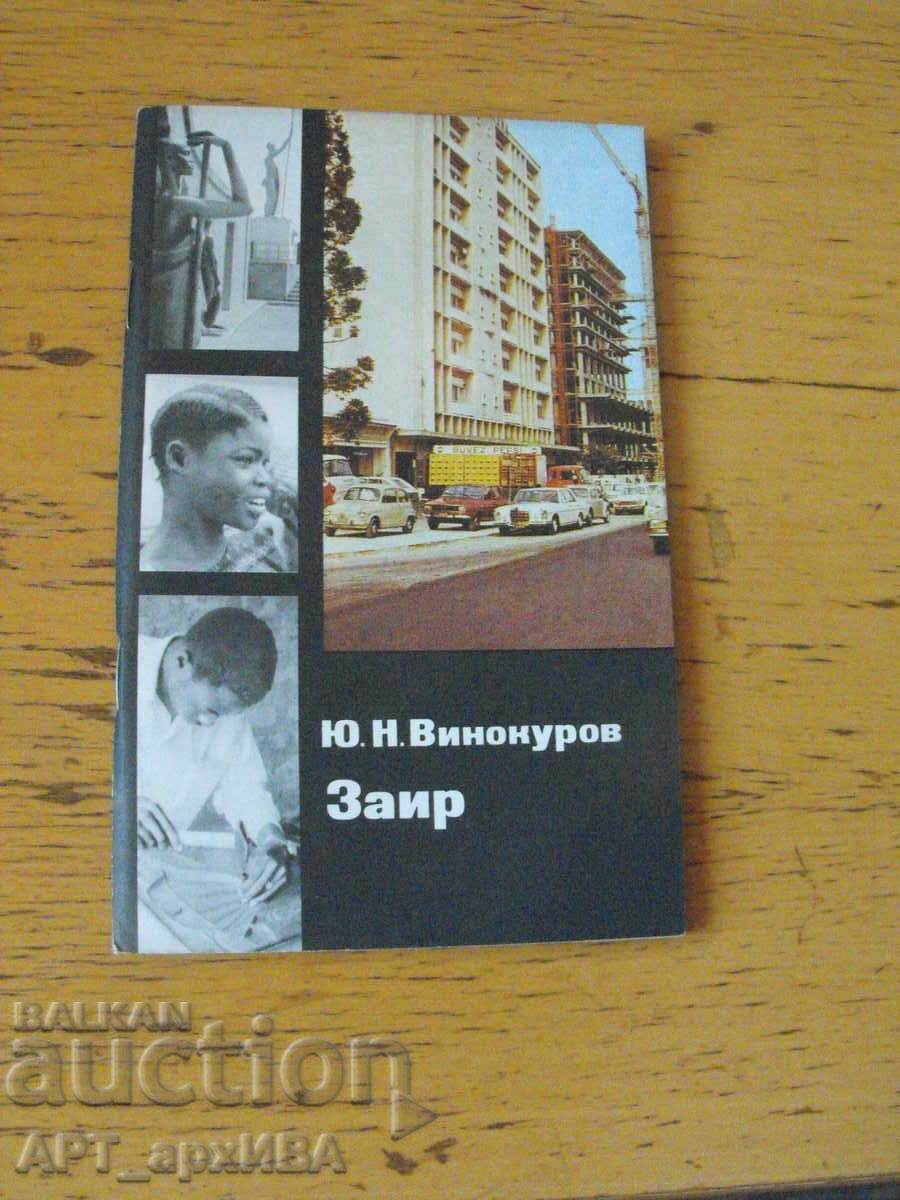 BUVEZ PEPSI
Ю. Н. Винокуров
Заир
BALKAN
auction
АРТ_архИВА